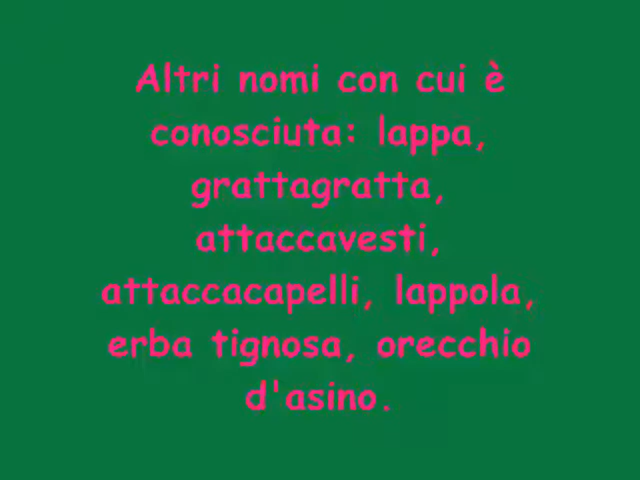 Altri nomi con cui è
conosciuta: lappa,
grattagratta,
attaccavesti,
attaccacapelli, lappola,
erba tignosa, orecchio
d'asino.